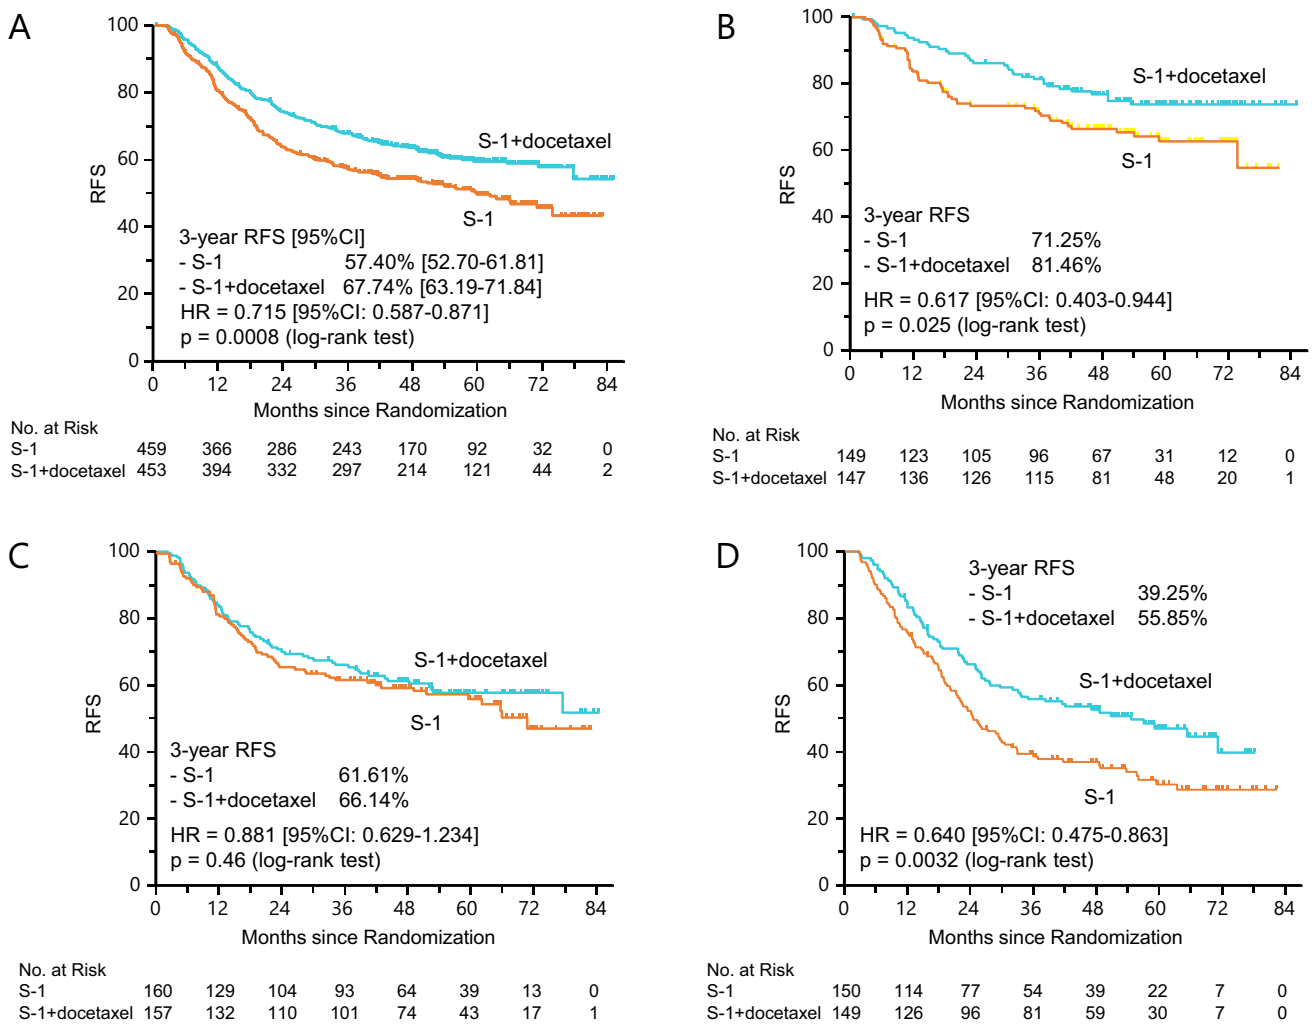 A
100
80
60
40
20
0
RFS
S-1+docetaxel
S-1
3-year RFS [95%CI]
- S-1 57.40% [52.70-61.81]
- S-1+docetaxel 67.74% [63.19-71.84]
HR = 0.715 [95%CI: 0.587-0.871]
p = 0.0008 (log-rank test)
0 12 24 36 48 60 72 84
Months since Randomization
No. at Risk
S-1 459 366 286 243 170 92 32 0
S-1+docetaxel 453 394 332 297 214 121 44 2
B
100
80
60
40
20
0
RFS
S-1+docetaxel
S-1
3-year RFS
- S-1 71.25%
- S-1+docetaxel 81.46%
HR = 0.617 [95%CI: 0.403-0.944]
p = 0.025 (log-rank test)
0 12 24 36 48 60 72 84
Months since Randomization
No. at Risk
S-1 149 123 105 96 67 31 12 0
S-1+docetaxel 147 136 126 115 81 48 20 1
C
100
80
60
40
20
0
RFS
S-1+docetaxel
S-1
3-year RFS
- S-1 61.61%
- S-1+docetaxel 66.14%
HR = 0.881 [95%CI: 0.629-1.234]
p = 0.46 (log-rank test)
0 12 24 36 48 60 72 84
Months since Randomization
No. at Risk
S-1 160 129 104 93 64 39 13 0
S-1+docetaxel 157 132 110 101 74 43 17 1
D
100
80
60
40
20
0
RFS
3-year RFS
- S-1 39.25%
- S-1+docetaxel 55.85%
S-1+docetaxel
S-1
HR = 0.640 [95%CI: 0.475-0.863]
p = 0.0032 (log-rank test)
0 12 24 36 48 60 72 84
Months since Randomization
No. at Risk
S-1 150 114 77 54 39 22 7 0
S-1+docetaxel 149 126 96 81 59 30 7 0